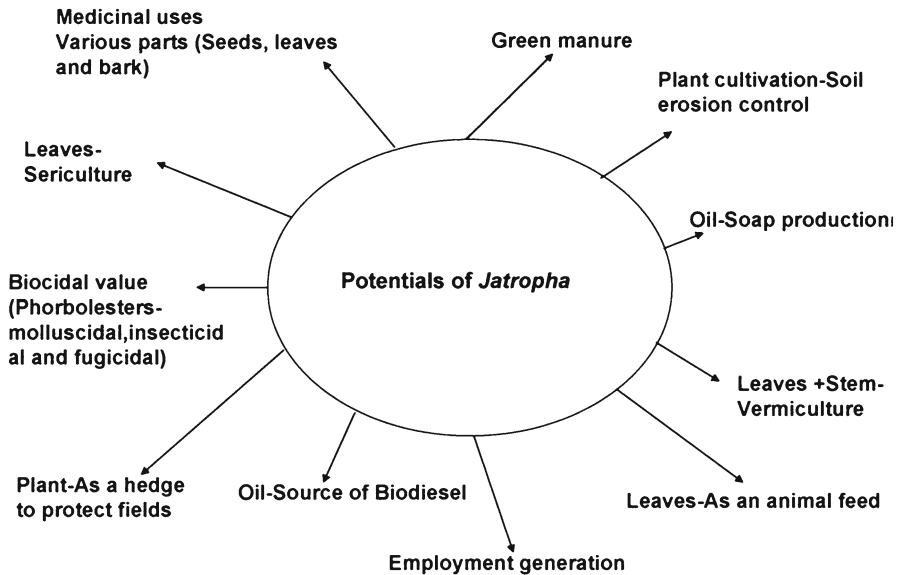 Medicinal uses
Various parts (Seeds, leaves
and bark)
Green manure
Plant cultivation-Soil
erosion control
Leaves-
Sericulture
Oil-Soap production
Potentials of Jatropha
Biocidal value
(Phorbolesters-
molluscidal,insecticid
al and fugicidal)
Leaves +Stem-
Vermiculture
Plant-As a hedge
to protect fields
Oil-Source of Biodiesel
Leaves-As an animal feed
Employment generation